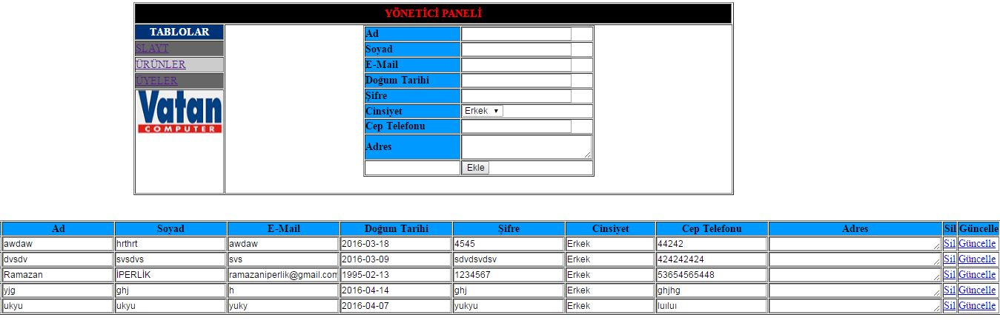 YÖNETİCİ PANELİ
TABLOLAR
SLAYT
ÜRÜNLER
ÜYELER
Vatan
COMPUTER
Ad
Soyad
E-Mail
Doğum Tarihi
Şifre
Cinsiyet Erkek
Cep Telefonu
Adres
Ekle
Ad Soyad E-Mail Doğum Tarihi Şifre Cinsiyet Cep Telefonu Adres Sil Güncelle
awdaw hrthrt awdaw 2016-03-18 4545 Erkek 44242 Sil Güncelle
dvsdv svsdvs svs 2016-03-09 sdvdsvdsv Erkek 424242424 Sil Güncelle
Ramazan İPERLİK ramazaniperlik@gmail.com 1995-02-13 1234567 Erkek 53654565448 Sil Güncelle
yjg ghj h 2016-04-14 ghj Erkek ghjhg Sil Güncelle
ukyu ukyu yuky 2016-04-07 yukyu Erkek Sil Güncelle